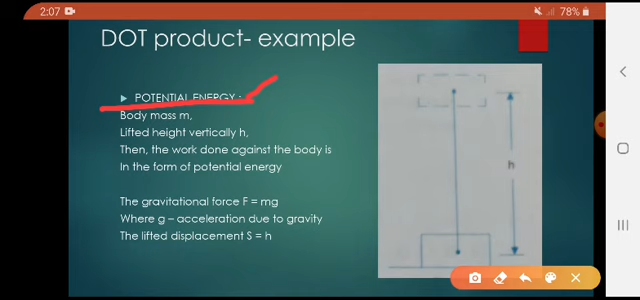 2:07
78%
DOT product- example
POTENTIAL ENERGY :
Body mass m,
Lifted height vertically h,
Then, the work done against the body is
In the form of potential energy
The gravitational force F = mg
Where g – acceleration due to gravity
The lifted displacement S = h
h